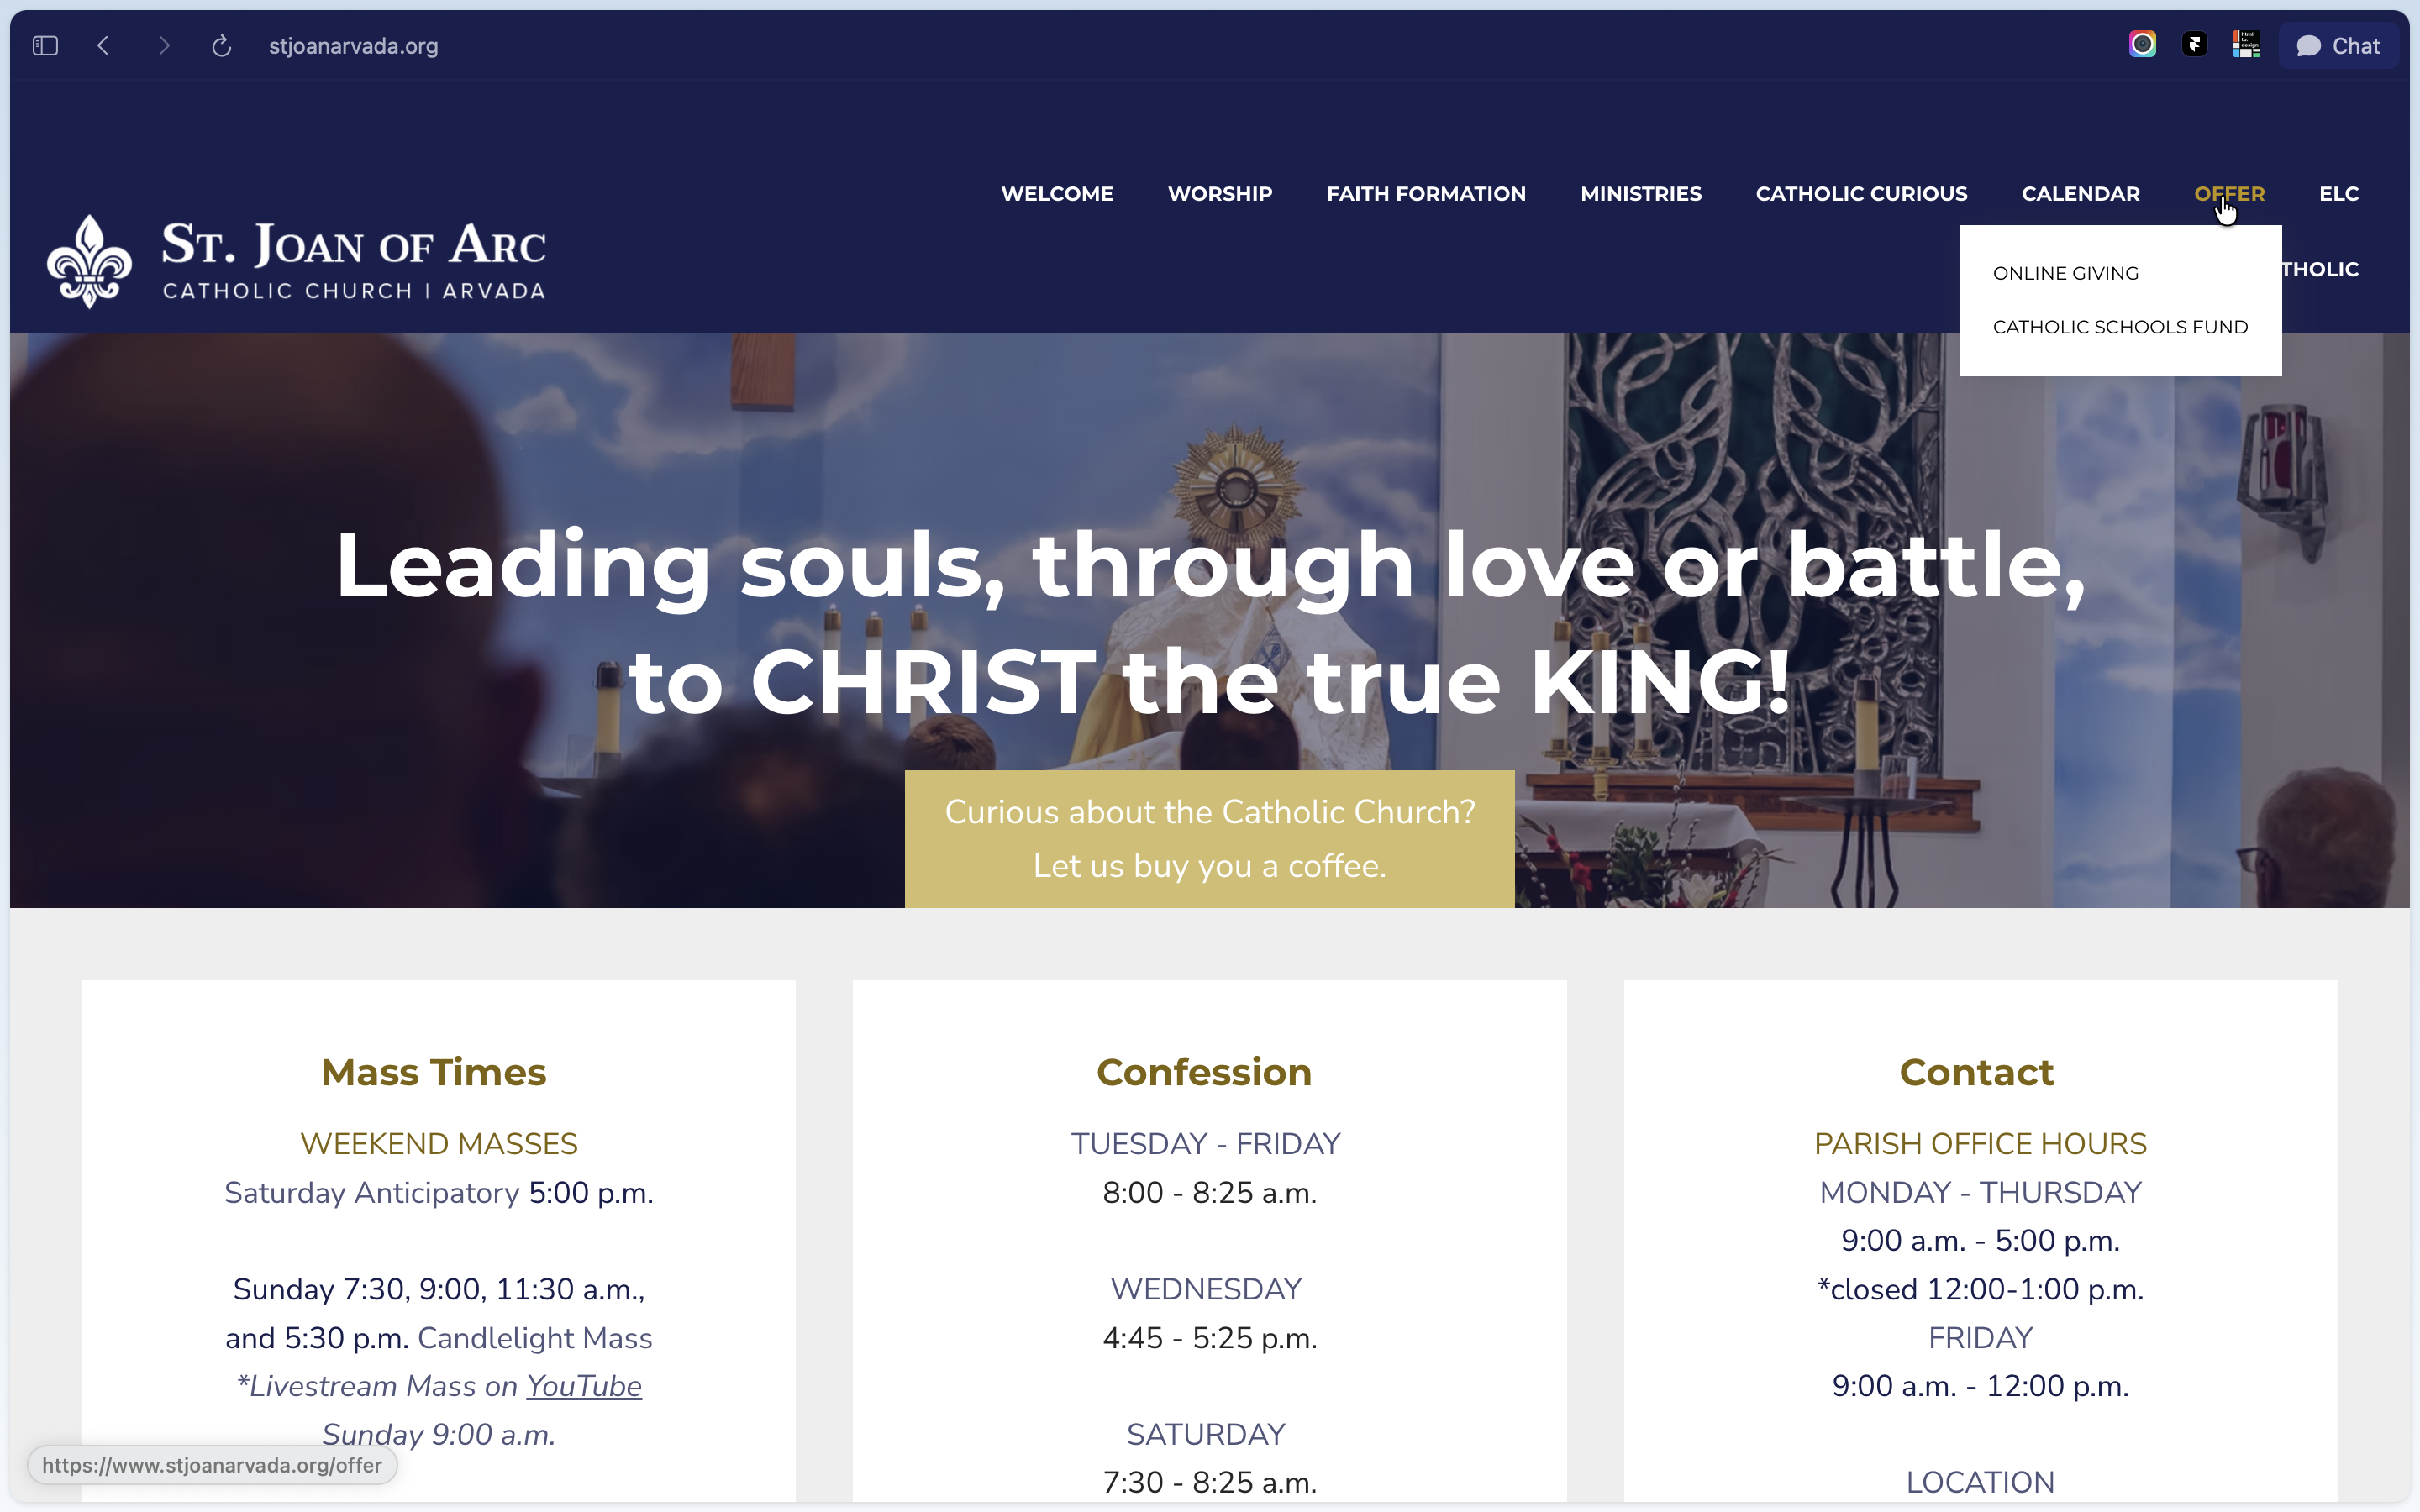 stjoanarvada.org
html.
to.
design
Chat
WELCOME WORSHIP FAITH FORMATION MINISTRIES CATHOLIC CURIOUS CALENDAR OFFER ELC
ST. JOAN OF ARC
CATHOLIC CHURCH | ARVADA
THOLIC
ONLINE GIVING
CATHOLIC SCHOOLS FUND
Leading souls, through love or battle,
to CHRIST the true KING!
Curious about the Catholic Church?
Let us buy you a coffee.
Mass Times
WEEKEND MASSES
Saturday Anticipatory 5:00 p.m.
Sunday 7:30, 9:00, 11:30 a.m.,
and 5:30 p.m. Candlelight Mass
*Livestream Mass on YouTube
Sunday 9:00 a.m.
Confession
TUESDAY - FRIDAY
8:00 - 8:25 a.m.
WEDNESDAY
4:45 - 5:25 p.m.
SATURDAY
7:30 - 8:25 a.m.
Contact
PARISH OFFICE HOURS
MONDAY - THURSDAY
9:00 a.m. - 5:00 p.m.
*closed 12:00-1:00 p.m.
FRIDAY
9:00 a.m. - 12:00 p.m.
LOCATION
https://www.stjoanarvada.org/offer